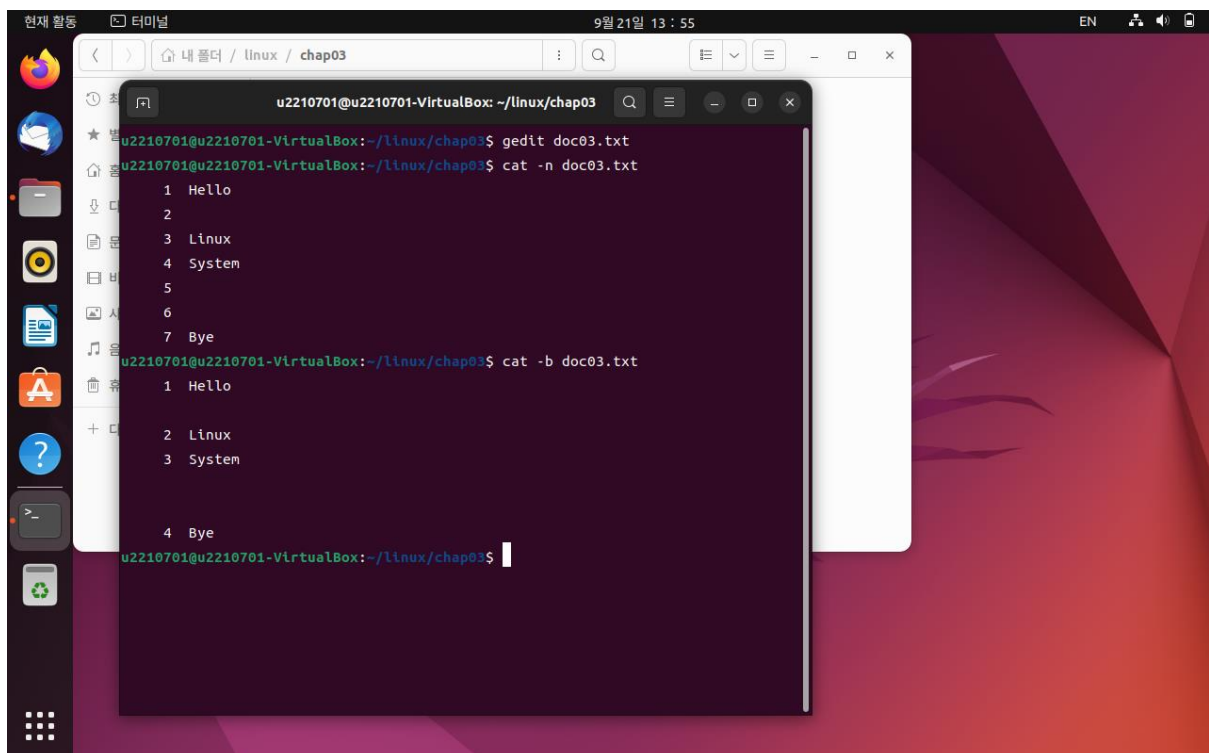 현재 활동
터미널
9월 21일 13 : 55
EN
내 폴더 / linux / chap03
u2210701@u2210701-VirtualBox: ~/linux/chap03
u2210701@u2210701-VirtualBox:~/linux/chap03$ gedit doc03.txt
u2210701@u2210701-VirtualBox:~/linux/chap03$ cat -n doc03.txt
1 Hello
2
3 Linux
4 System
5
6
7 Bye
u2210701@u2210701-VirtualBox:~/linux/chap03$ cat -b doc03.txt
1 Hello
2 Linux
3 System
4 Bye
u2210701@u2210701-VirtualBox:~/linux/chap03$